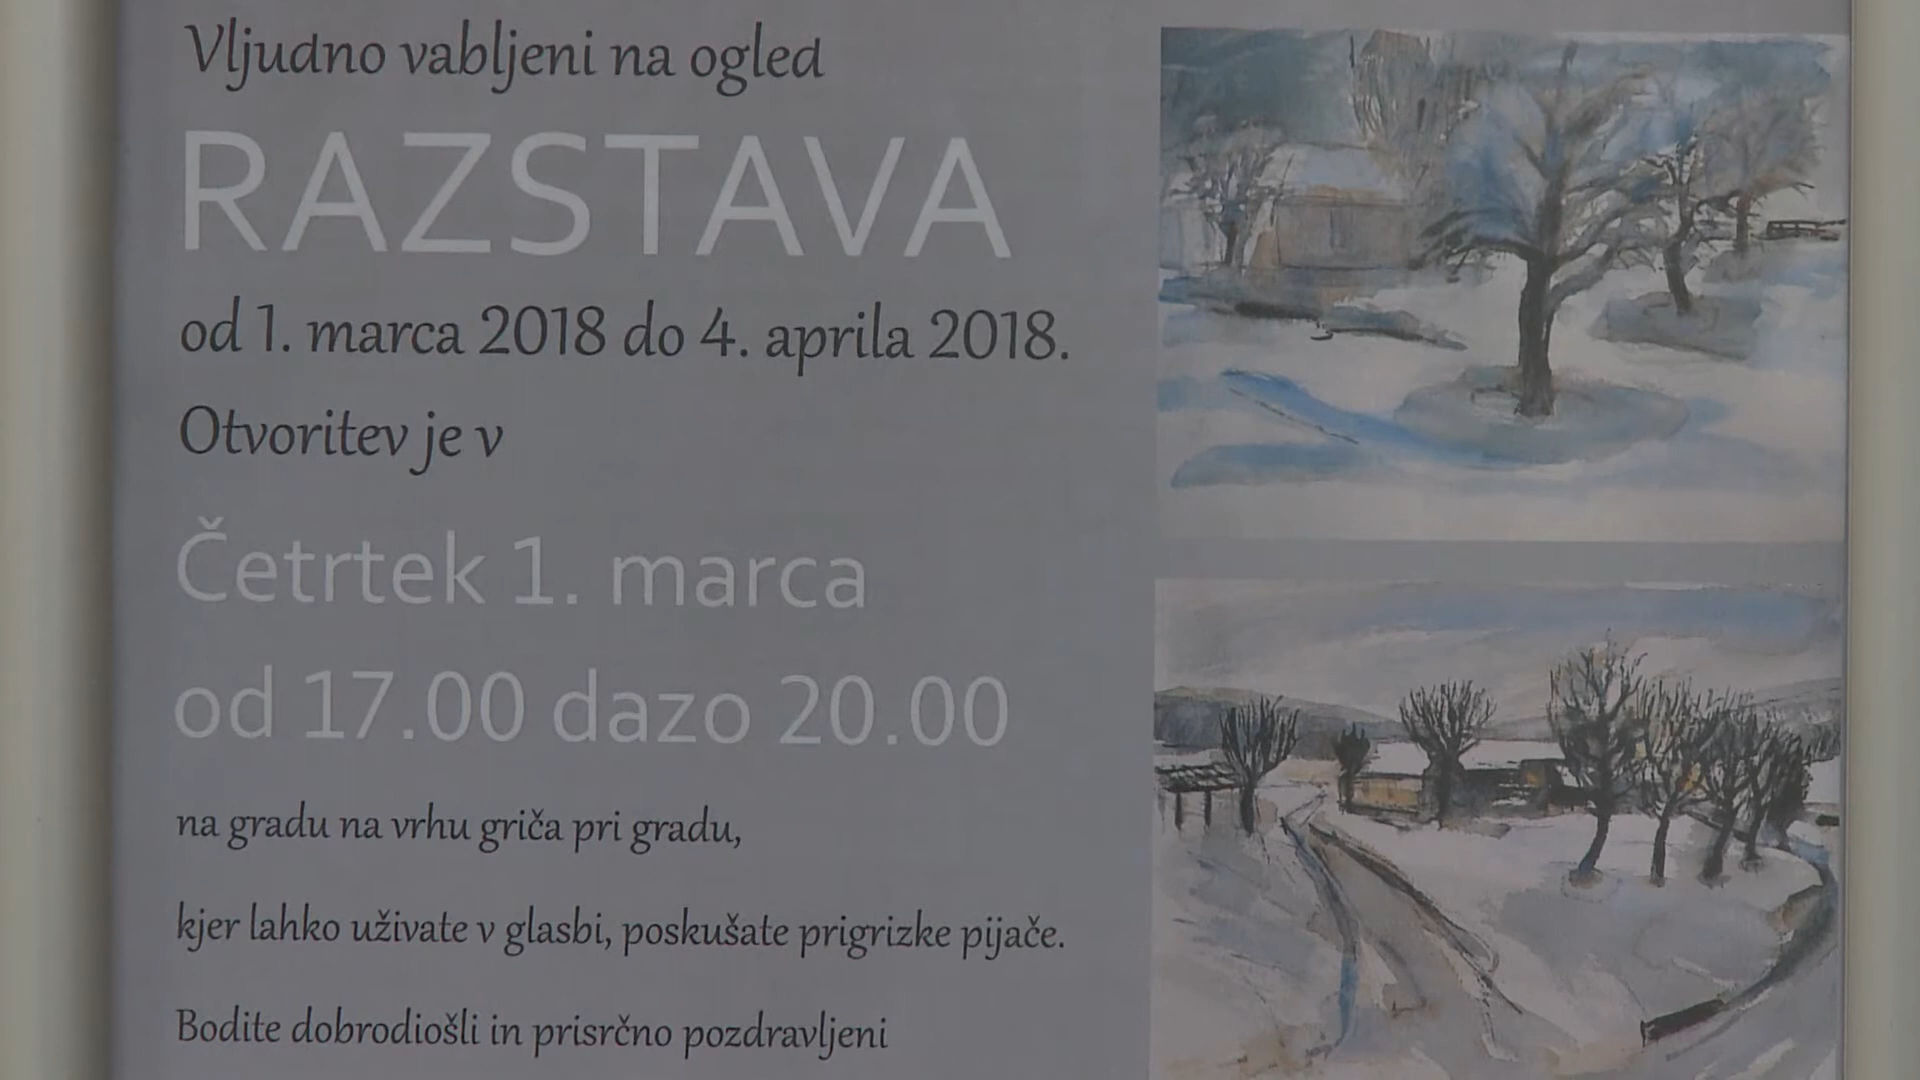 Vljudno vabljeni na ogled
RAZSTAVA
od 1. marca 2018 do 4. aprila 2018.
Otvoritev je v
Četrtek 1. marca
od 17.00 dazo 20.00
na gradu na vrhu griča pri gradu,
kjer lahko uživate v glasbi, poskušate prigrizke pijače.
Bodite dobrodiošli in prisrčno pozdravljeni